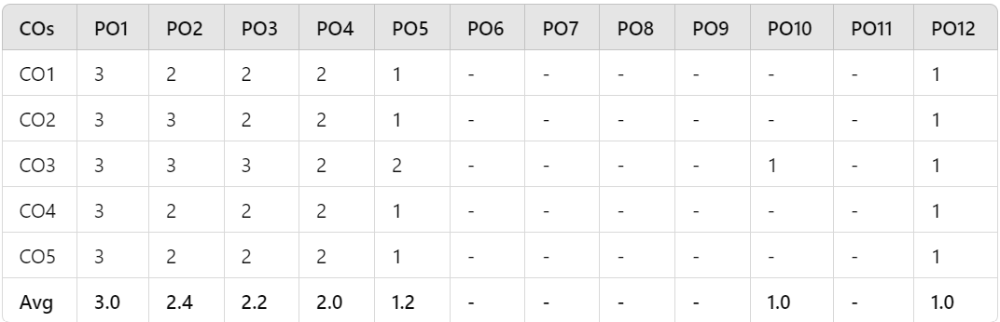 COs PO1 PO2 PO3 PO4 PO5 PO6 PO7 PO8 PO9 PO10 PO11 PO12
CO1 3 2 2 2 1 - - - - - - 1
CO2 3 3 2 2 1 - - - - - - 1
CO3 3 3 3 2 2 - - - - 1 - 1
CO4 3 2 2 2 1 - - - - - - 1
CO5 3 2 2 2 1 - - - - - - 1
Avg 3.0 2.4 2.2 2.0 1.2 - - - - 1.0 - 1.0